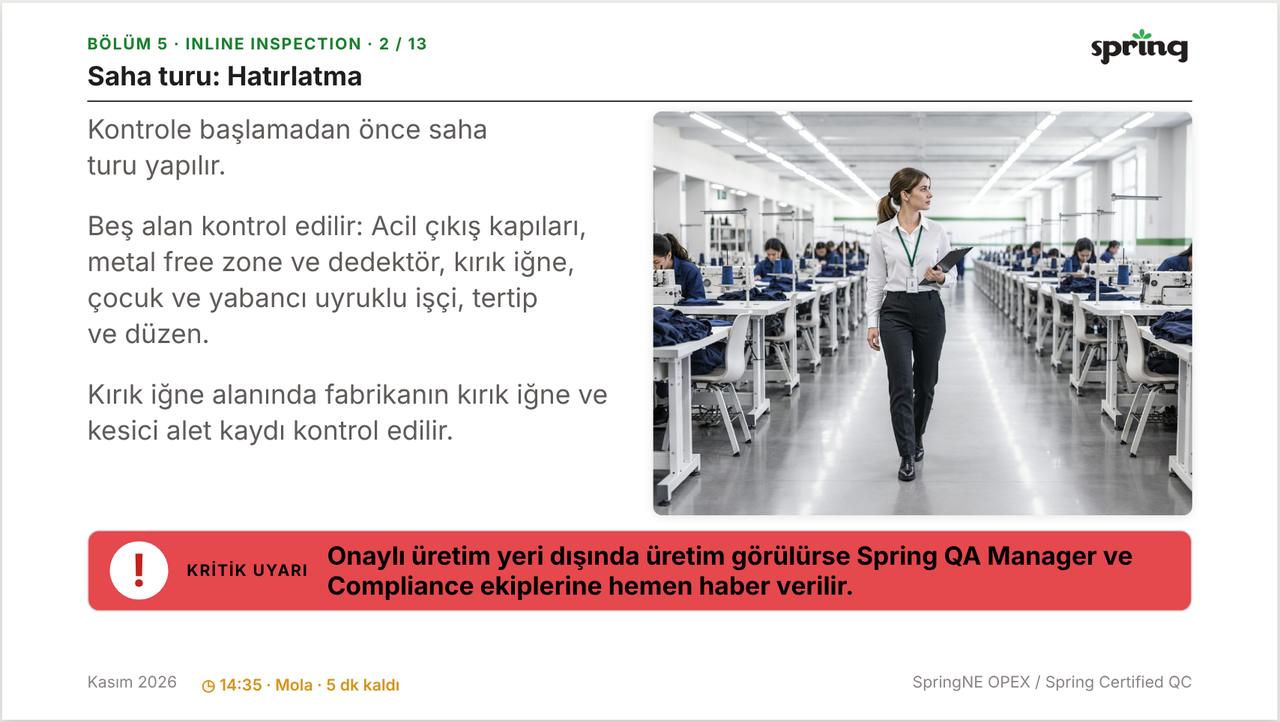 BÖLÜM 5 · INLINE INSPECTION · 2 / 13
spring
Saha turu: Hatırlatma
Kontrole başlamadan önce saha
turu yapılır.
Beş alan kontrol edilir: Acil çıkış kapıları,
metal free zone ve dedektör, kırık iğne,
çocuk ve yabancı uyruklu işçi, tertip
ve düzen.
Kırık iğne alanında fabrikanın kırık iğne ve
kesici alet kaydı kontrol edilir.
!
KRİTİK UYARI
Onaylı üretim yeri dışında üretim görülürse Spring QA Manager ve
Compliance ekiplerine hemen haber verilir.
Kasım 2026
14:35 · Mola · 5 dk kaldı
SpringNE OPEX / Spring Certified QC